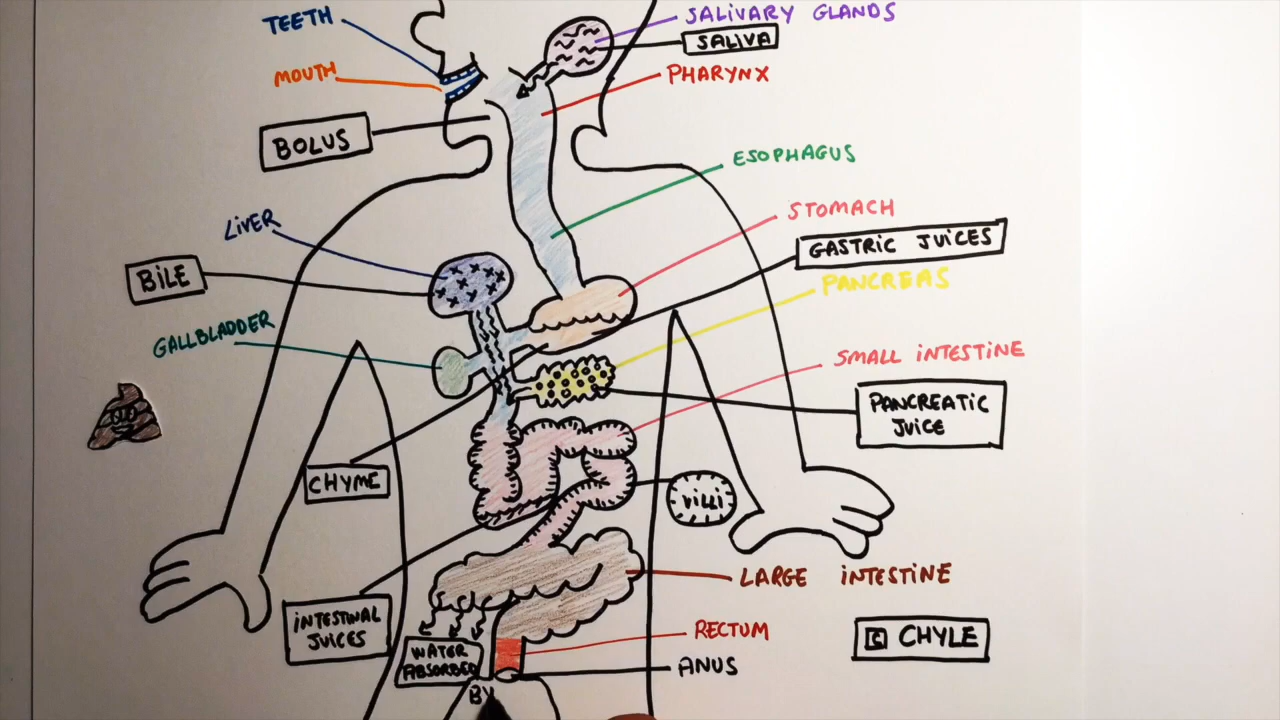 TEETH
SALIVARY GLANDS
SALIVA
MOUTH
PHARYNX
BOLUS
ESOPHAGUS
LIVER
STOMACH
GASTRIC JUICES
BILE
PANCREAS
GALLBLADDER
SMALL INTESTINE
PANCREATIC
JUICE
CHYME
VILLI
LARGE INTESTINE
INTESTINAL
JUICES
RECTUM
C CHYLE
WATER
ABSORBED
ANUS
BY